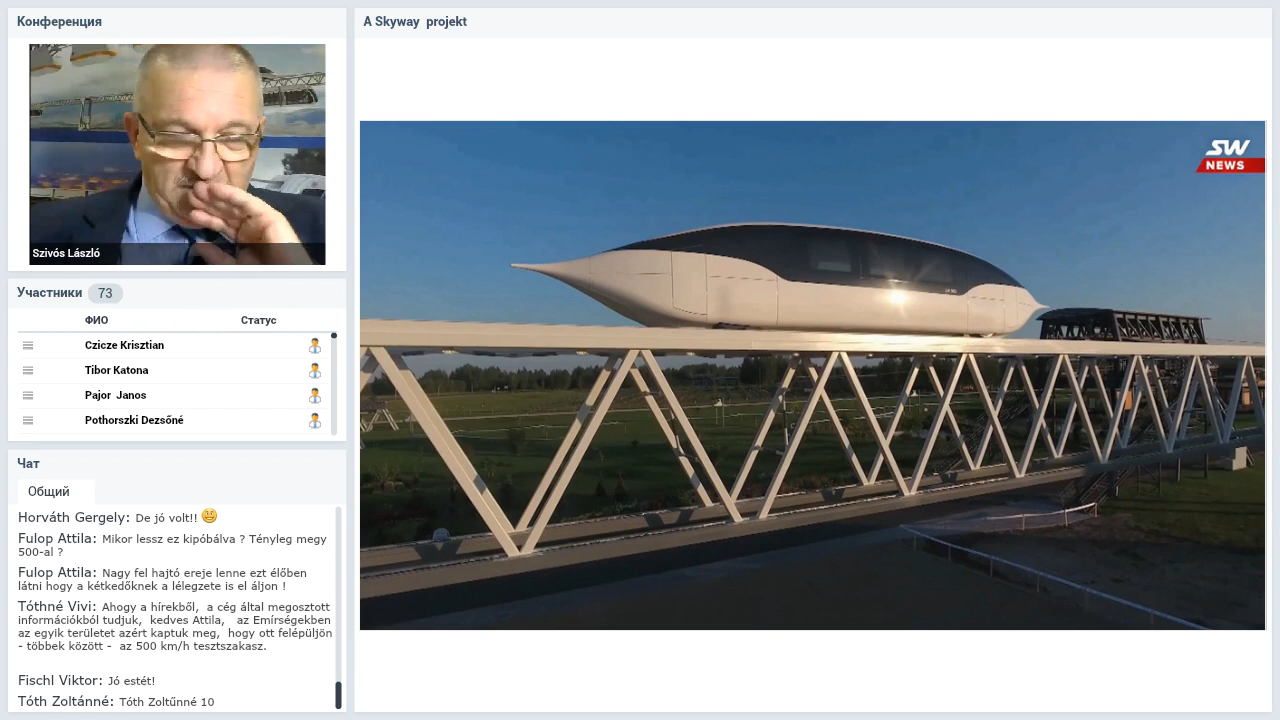 Конференция
Szivós László
Участники 73
ФИО Статус
Czicze Krisztian
Tibor Katona
Pajor Janos
Pothorszki Dezsőné
Чат
Общий
Horváth Gergely: De jó volt!!
Fulop Attila: Mikor lessz ez kipóbálva ? Tényleg megy
500-al ?
Fulop Attila: Nagy fel hajtó ereje lenne ezt élőben
látni hogy a kétkedőknek a lélegzete is el áljon !
Tóthné Vivi: Ahogy a hírekből, a cég által megosztott
információkból tudjuk, kedves Attila, az Emírségekben
az egyik területet azért kaptuk meg, hogy ott felépüljön
- többek között - az 500 km/h tesztszakasz.
Fischl Viktor: Jó estét!
Tóth Zoltánné: Tóth Zoltűnné 10
A Skyway projekt
SW
NEWS